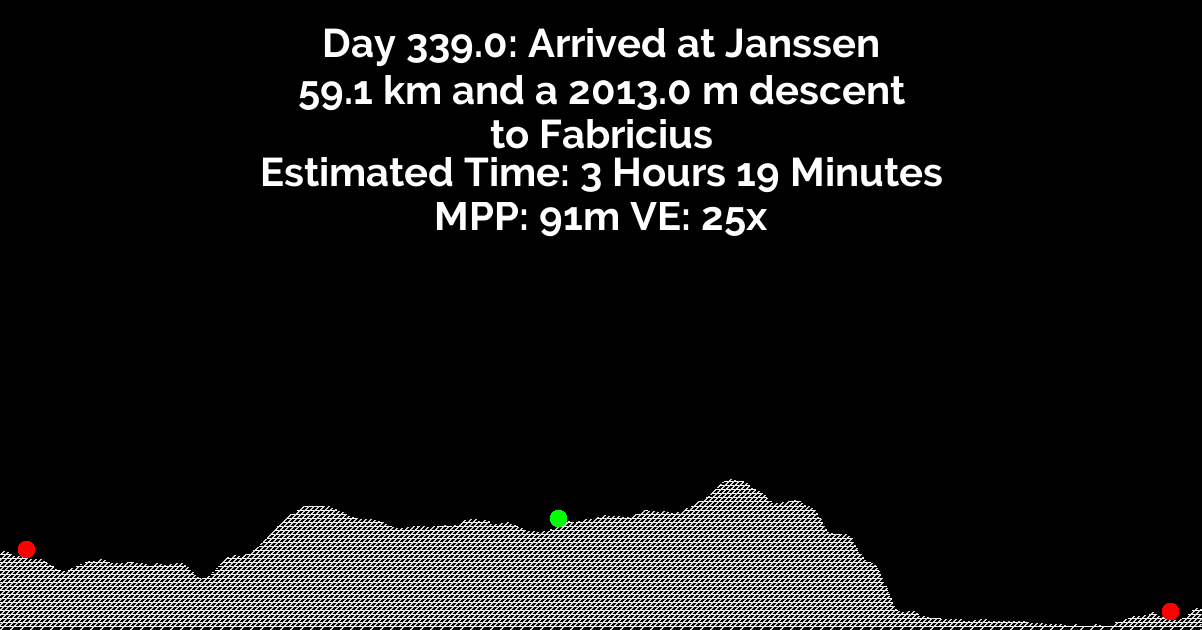 Day 339.0: Arrived at Janssen
59.1 km and a 2013.0 m descent
to Fabricius
Estimated Time: 3 Hours 19 Minutes
MPP: 91m VE: 25x